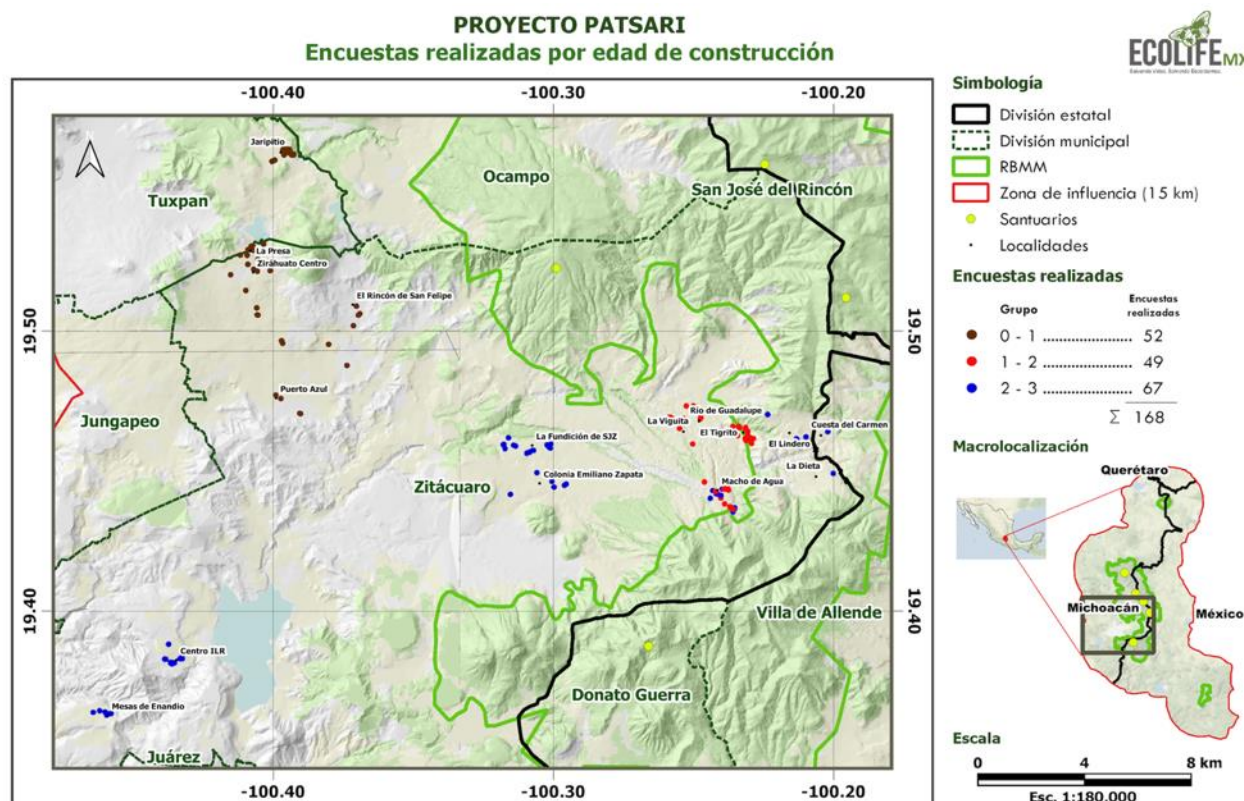 PROYECTO PATSARI
Encuestas realizadas por edad de construcción
ECOLIFE MX
-100.40 -100.30 -100.20
Jaripitio
Ocampo
San José del Rincón
Tuxpan
La Presa
Ziráhuato Centro
El Rincón de San Felipe
19.50 19.50
Puerto Azul
Jungapeo
Río de Guadalupe
La Viguita
El Tigrito
Cuesta del Carmen
La Fundición de SJZ
El Lindero
La Dieta
Colonia Emiliano Zapata
Zitácuaro
Macho de Agua
19.40 19.40
Villa de Allende
Centro ILR
Donato Guerra
Mesas de Enandio
Juárez
-100.40 -100.30 -100.20
Simbología
División estatal
División municipal
RBMM
Zona de influencia (15 km)
Santuarios
Localidades
Encuestas realizadas
Grupo Encuestas realizadas
0 - 1 .................... 52
1 - 2 .................... 49
2 - 3 .................... 67
Σ 168
Macrolocalización
Querétaro
Michoacán
México
Escala
0 4 8 km
Esc. 1:180,000